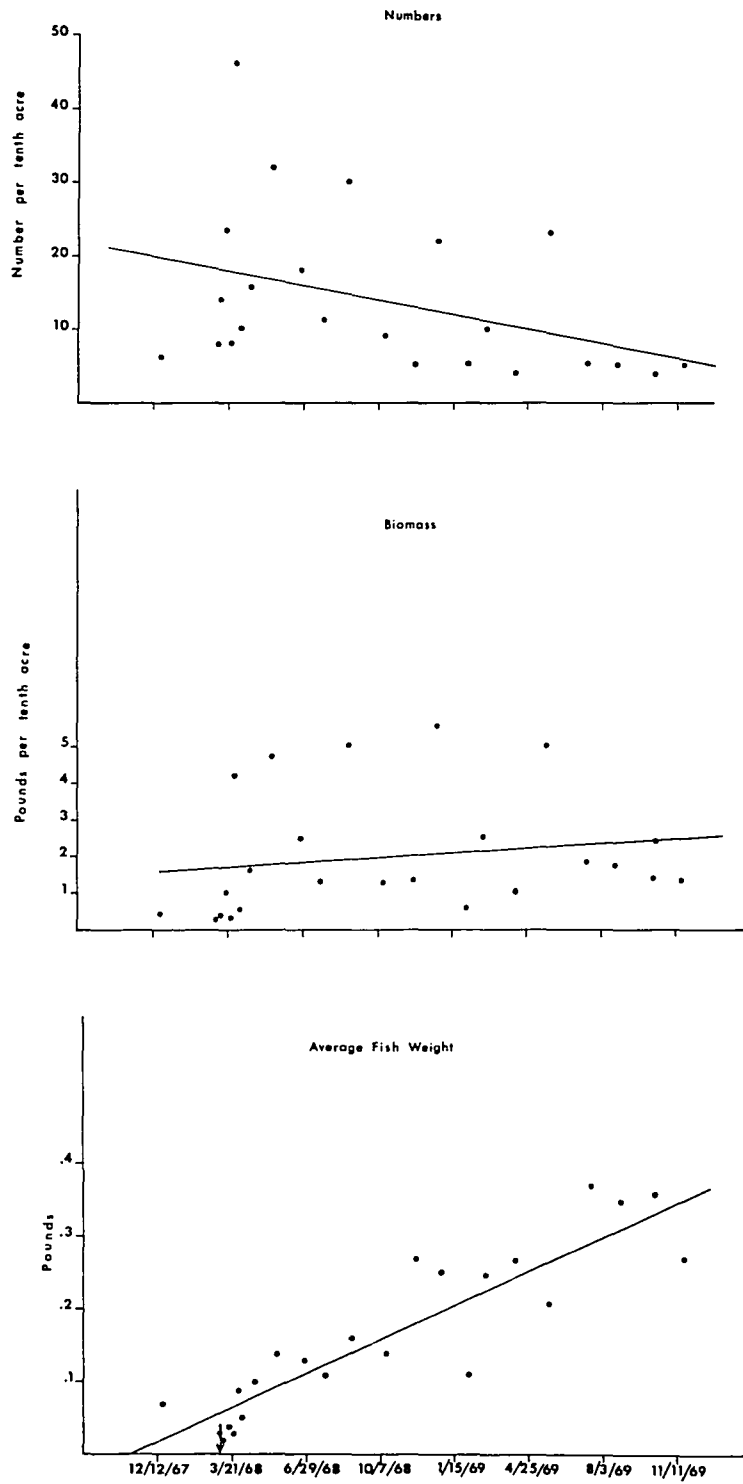 Numbers
50
40
30
20
10
Number per tenth acre
Biomass
5
4
3
2
1
Pounds per tenth acre
Average Fish Weight
.4
.3
.2
.1
Pounds
12/12/67 3/21/68 6/29/68 10/7/68 1/15/69 4/25/69 8/3/69 11/11/69